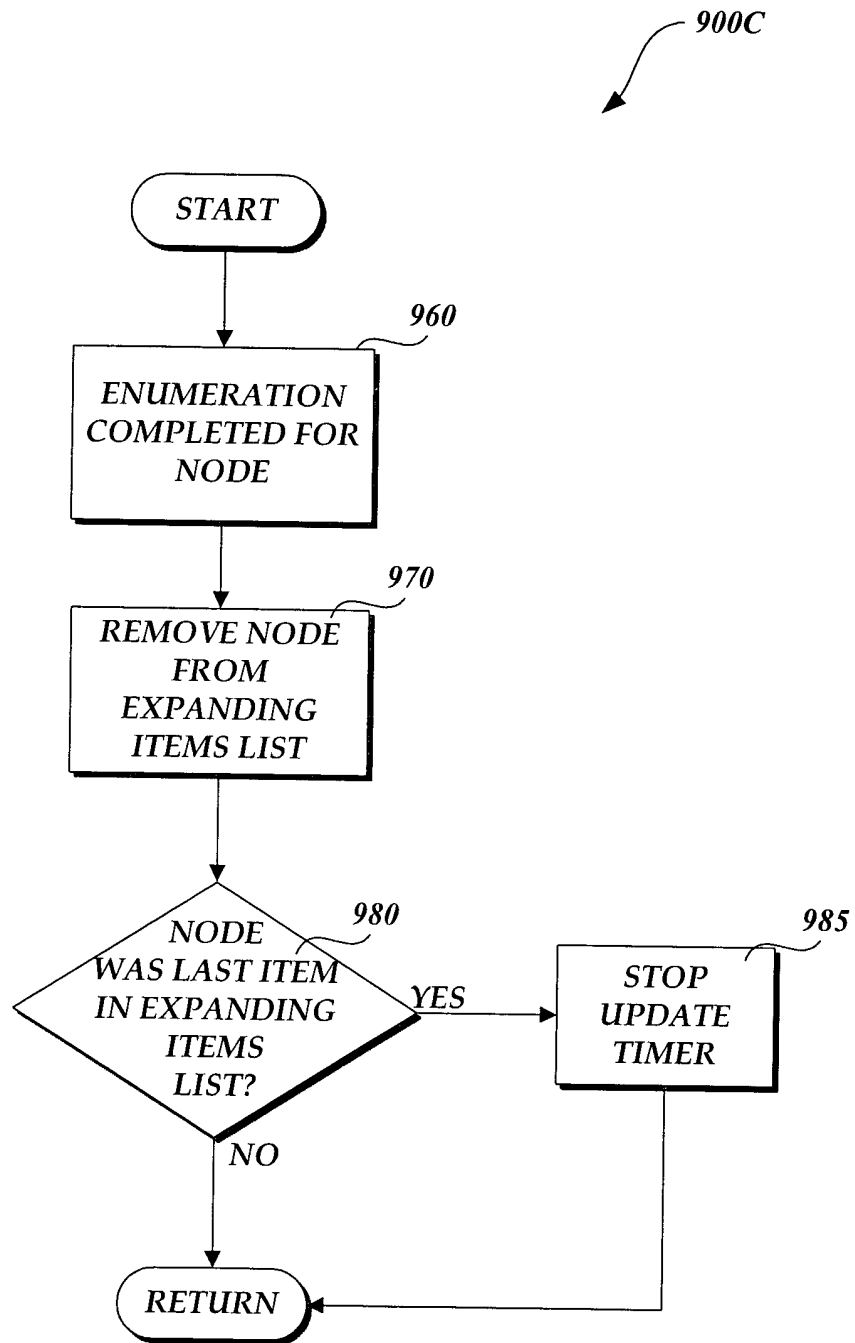 900C
START
960
ENUMERATION
COMPLETED FOR
NODE
970
REMOVE NODE
FROM
EXPANDING
ITEMS LIST
980
NODE
WAS LAST ITEM
IN EXPANDING
ITEMS
LIST?
YES
985
STOP
UPDATE
TIMER
NO
RETURN